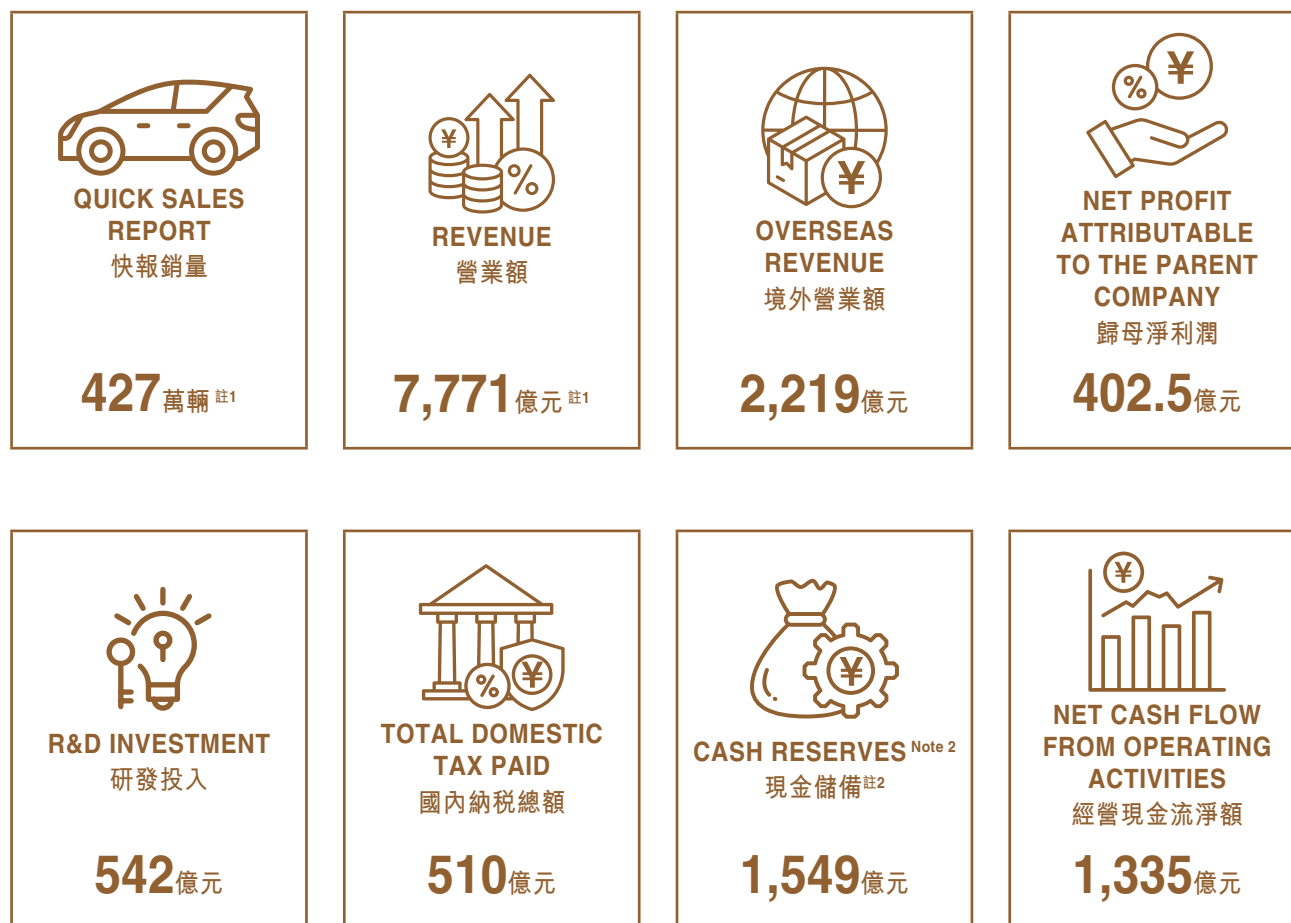 QUICK SALES
REPORT
快報銷量
427萬輛 註1
REVENUE
營業額
7,771億元 註1
OVERSEAS
REVENUE
境外營業額
2,219億元
NET PROFIT
ATTRIBUTABLE
TO THE PARENT
COMPANY
歸母淨利潤
402.5億元
R&D INVESTMENT
研發投入
542億元
TOTAL DOMESTIC
TAX PAID
國內納税總額
510億元
CASH RESERVES Note 2
現金儲備註2
1,549億元
NET CASH FLOW
FROM OPERATING
ACTIVITIES
經營現金流淨額
1,335億元